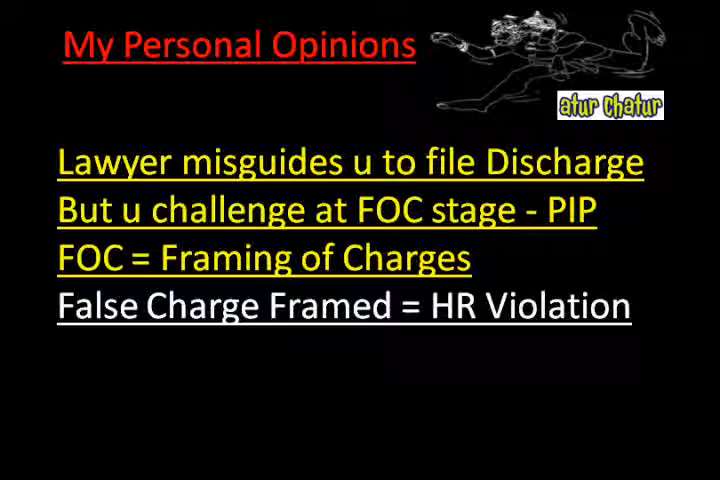 My Personal Opinions
atur chatur
Lawyer misguides u to file Discharge
But u challenge at FOC stage - PIP
FOC = Framing of Charges
False Charge Framed = HR Violation